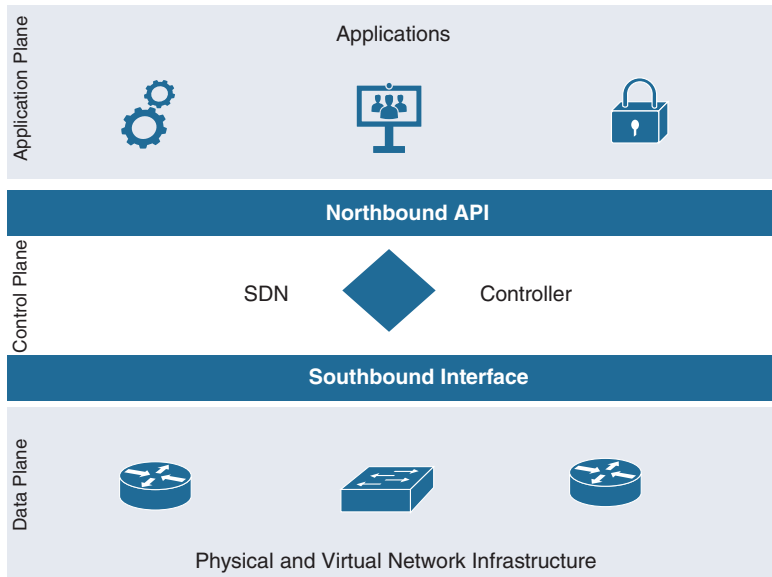 Application Plane
Applications
Northbound API
Control Plane
SDN
Controller
Southbound Interface
Data Plane
Physical and Virtual Network Infrastructure